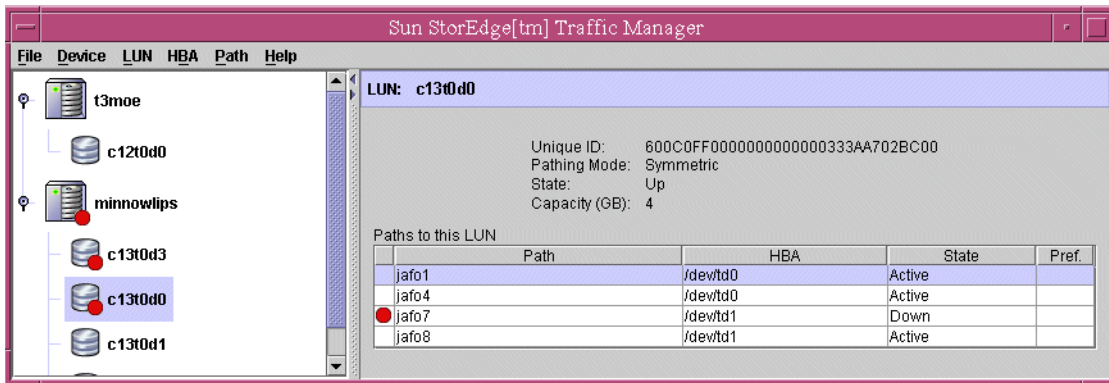 Sun StorEdge[tm] Traffic Manager
File Device LUN HBA Path Help
t3moe
c12t0d0
minnowlips
c13t0d3
c13t0d0
c13t0d1
LUN: c13t0d0
Unique ID: 600C0FF0000000000000333AA702BC00
Pathing Mode: Symmetric
State: Up
Capacity (GB): 4
Paths to this LUN
Path HBA State Pref.
jafo1 /dev/td0 Active
jafo4 /dev/td0 Active
jafo7 /dev/td1 Down
jafo8 /dev/td1 Active